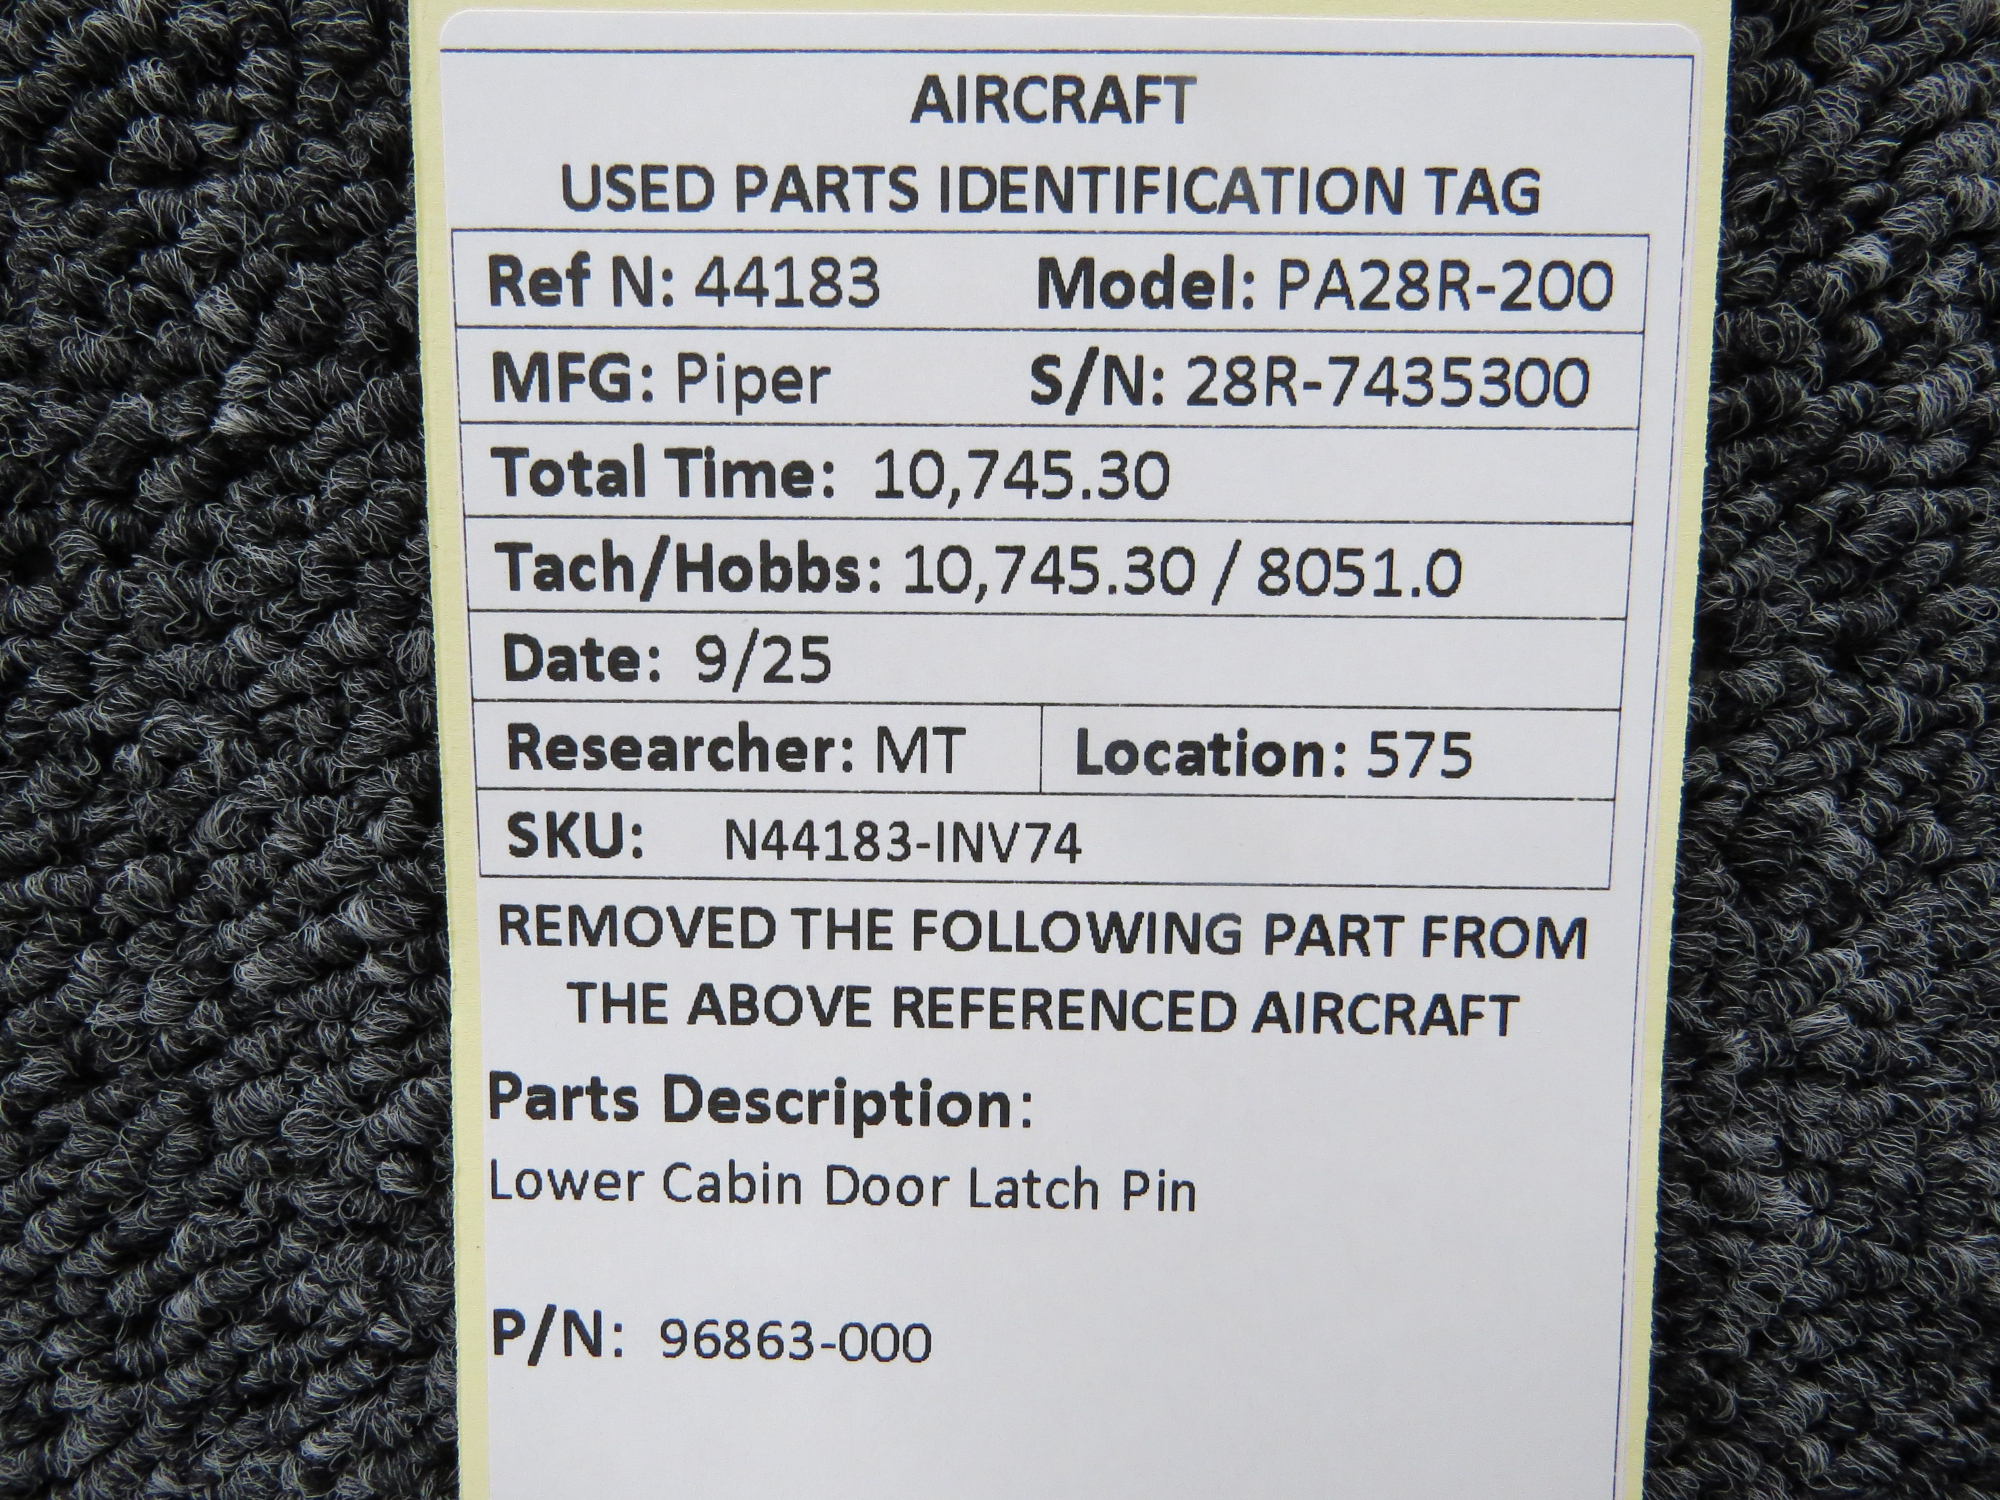 AIRCRAFT
USED PARTS IDENTIFICATION TAG
Ref N: 44183 Model: PA28R-200
MFG: Piper S/N: 28R-7435300
Total Time: 10,745.30
Tach/Hobbs: 10,745.30 / 8051.0
Date: 9/25
Researcher: MT Location: 575
SKU: N44183-INV74
REMOVED THE FOLLOWING PART FROM
THE ABOVE REFERENCED AIRCRAFT
Parts Description:
Lower Cabin Door Latch Pin
P/N: 96863-000